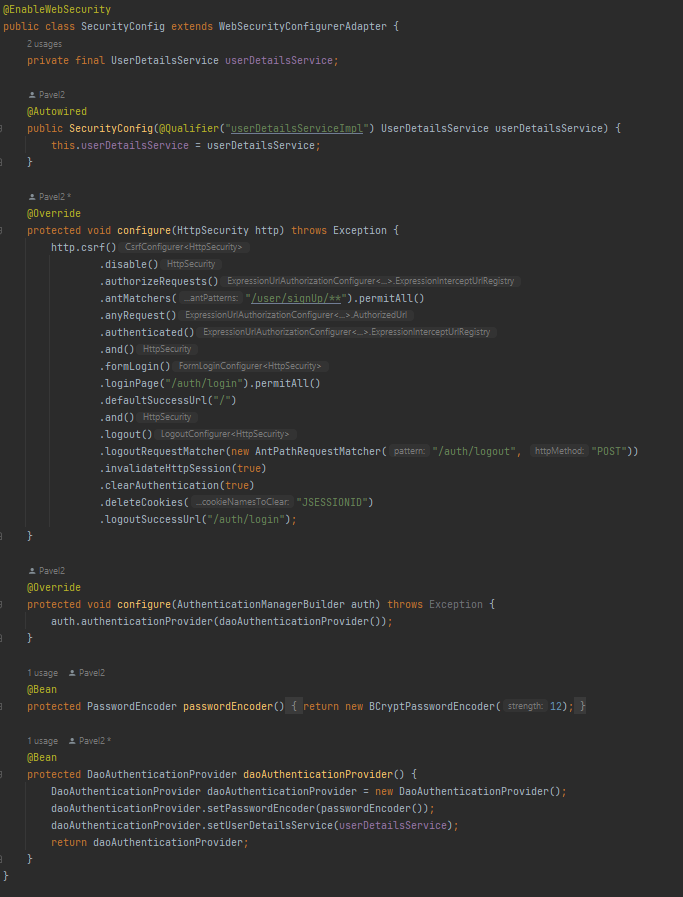 @EnableWebSecurity
public class SecurityConfig extends WebSecurityConfigurerAdapter {
2 usages
private final UserDetailsService userDetailsService;
Pavel2
@Autowired
public SecurityConfig(@Qualifier("userDetailsServiceImpl") UserDetailsService userDetailsService) {
this.userDetailsService = userDetailsService;
}
Pavel2 *
@Override
protected void configure(HttpSecurity http) throws Exception {
http.csrf() CsrfConfigurer<HttpSecurity>
.disable() HttpSecurity
.authorizeRequests() ExpressionUrlAuthorizationConfigurer<...>.ExpressionInterceptUrlRegistry
.antMatchers( ...antPatterns: "/user/signUp/**").permitAll()
.anyRequest() ExpressionUrlAuthorizationConfigurer<...>.AuthorizedUrl
.authenticated() ExpressionUrlAuthorizationConfigurer<...>.ExpressionInterceptUrlRegistry
.and() HttpSecurity
.formLogin() FormLoginConfigurer<HttpSecurity>
.loginPage("/auth/login").permitAll()
.defaultSuccessUrl("/")
.and() HttpSecurity
.logout() LogoutConfigurer<HttpSecurity>
.logoutRequestMatcher(new AntPathRequestMatcher( pattern: "/auth/logout", httpMethod: "POST"))
.invalidateHttpSession(true)
.clearAuthentication(true)
.deleteCookies( ...cookieNamesToClear: "JSESSIONID")
.logoutSuccessUrl("/auth/login");
}
Pavel2
@Override
protected void configure(AuthenticationManagerBuilder auth) throws Exception {
auth.authenticationProvider(daoAuthenticationProvider());
}
1 usage Pavel2
@Bean
protected PasswordEncoder passwordEncoder() { return new BCryptPasswordEncoder( strength: 12); }
1 usage Pavel2 *
@Bean
protected DaoAuthenticationProvider daoAuthenticationProvider() {
DaoAuthenticationProvider daoAuthenticationProvider = new DaoAuthenticationProvider();
daoAuthenticationProvider.setPasswordEncoder(passwordEncoder());
daoAuthenticationProvider.setUserDetailsService(userDetailsService);
return daoAuthenticationProvider;
}
}